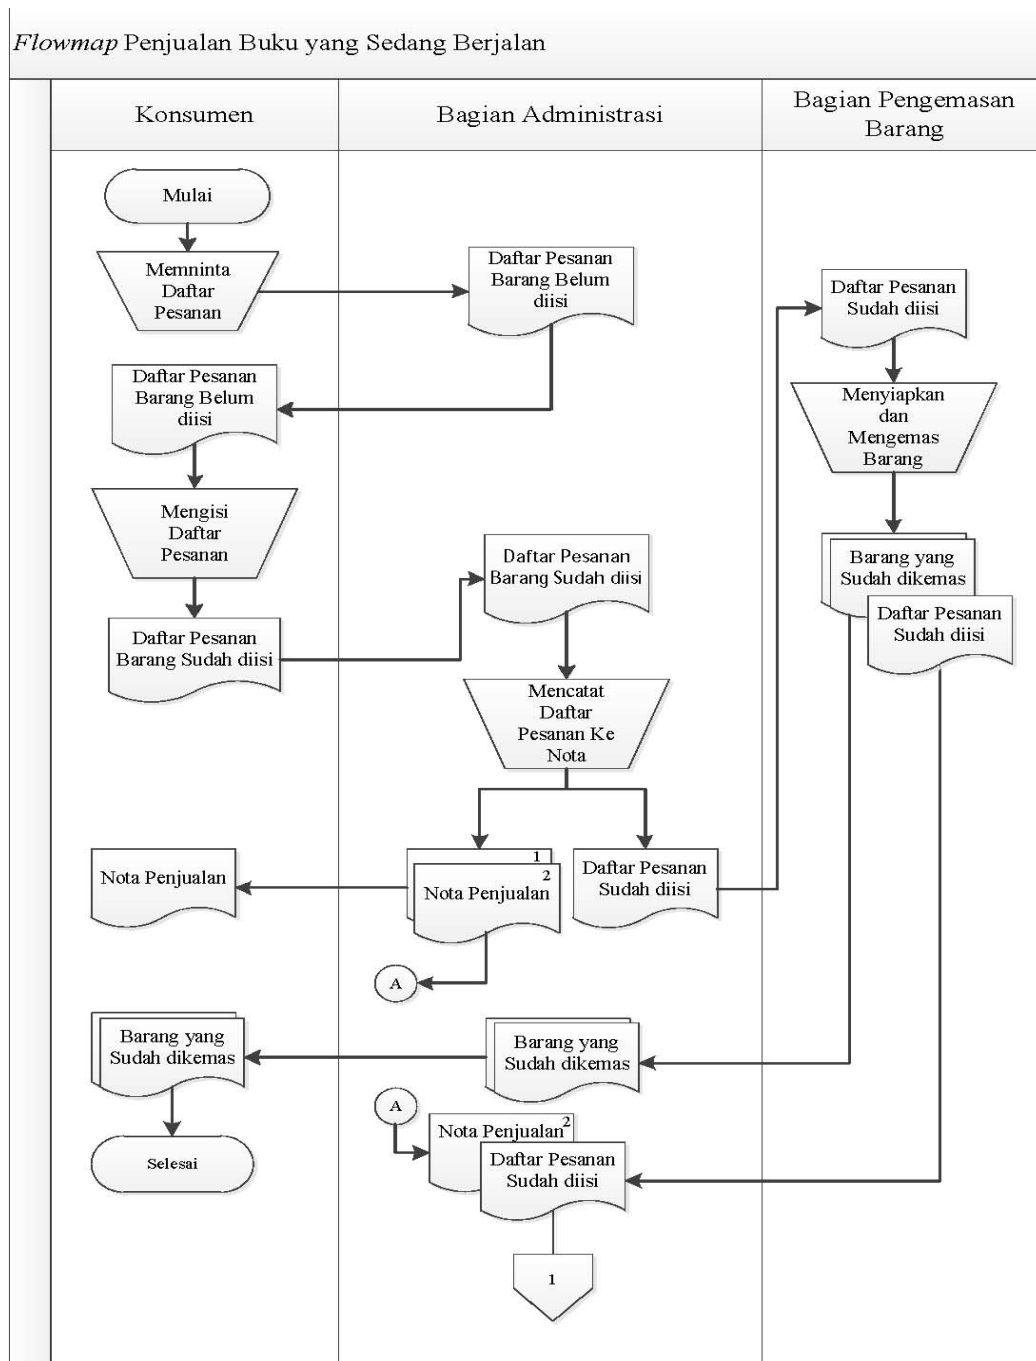 Flowmap Penjualan Buku yang Sedang Berjalan
Konsumen
Bagian Administrasi
Bagian Pengemasan
Barang
Mulai
Memninta
Daftar
Pesanan
Daftar Pesanan
Barang Belum
diisi
Daftar Pesanan
Barang Belum
diisi
Mengisi
Daftar
Pesanan
Daftar Pesanan
Barang Sudah diisi
Daftar Pesanan
Barang Sudah diisi
Mencatat
Daftar
Pesanan Ke
Nota
1
2
Nota Penjualan
Daftar Pesanan
Sudah diisi
Nota Penjualan
A
Daftar Pesanan
Sudah diisi
Menyiapkan
dan
Mengemas
Barang
Barang yang
Sudah dikemas
Daftar Pesanan
Sudah diisi
Barang yang
Sudah dikemas
Barang yang
Sudah dikemas
Selesai
A
Nota Penjualan 2
Daftar Pesanan
Sudah diisi
1